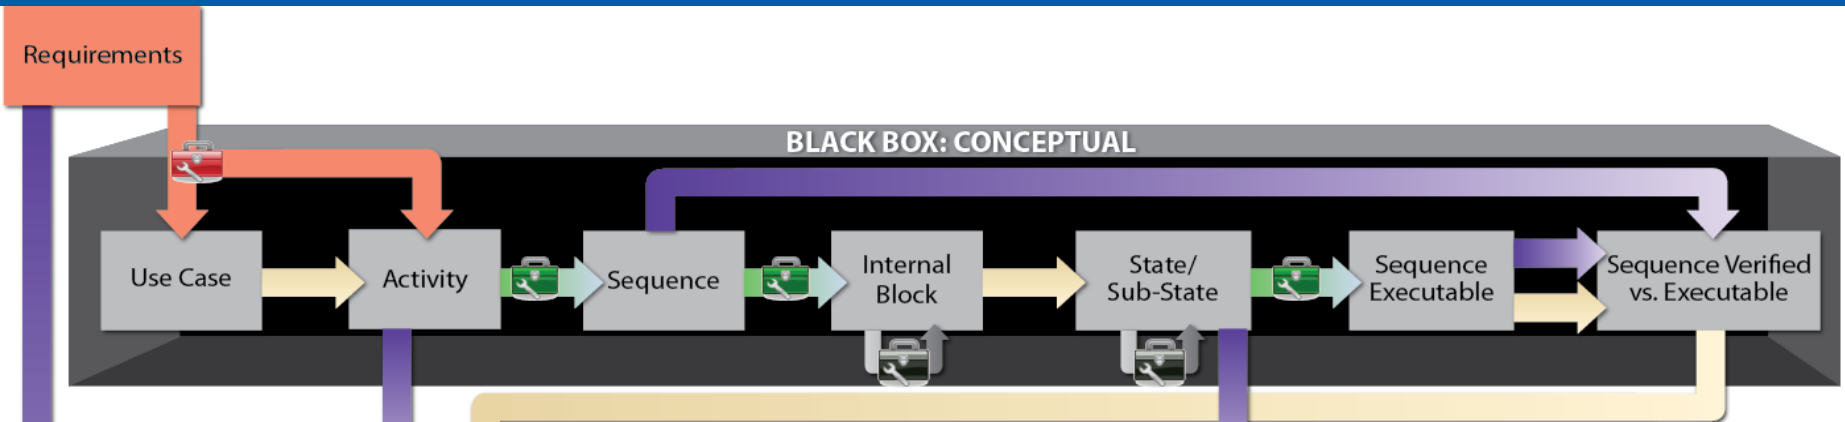 Requirements
BLACK BOX: CONCEPTUAL
Use Case
Activity
Sequence
Internal
Block
State/
Sub-State
Sequence
Executable
Sequence Verified
vs. Executable